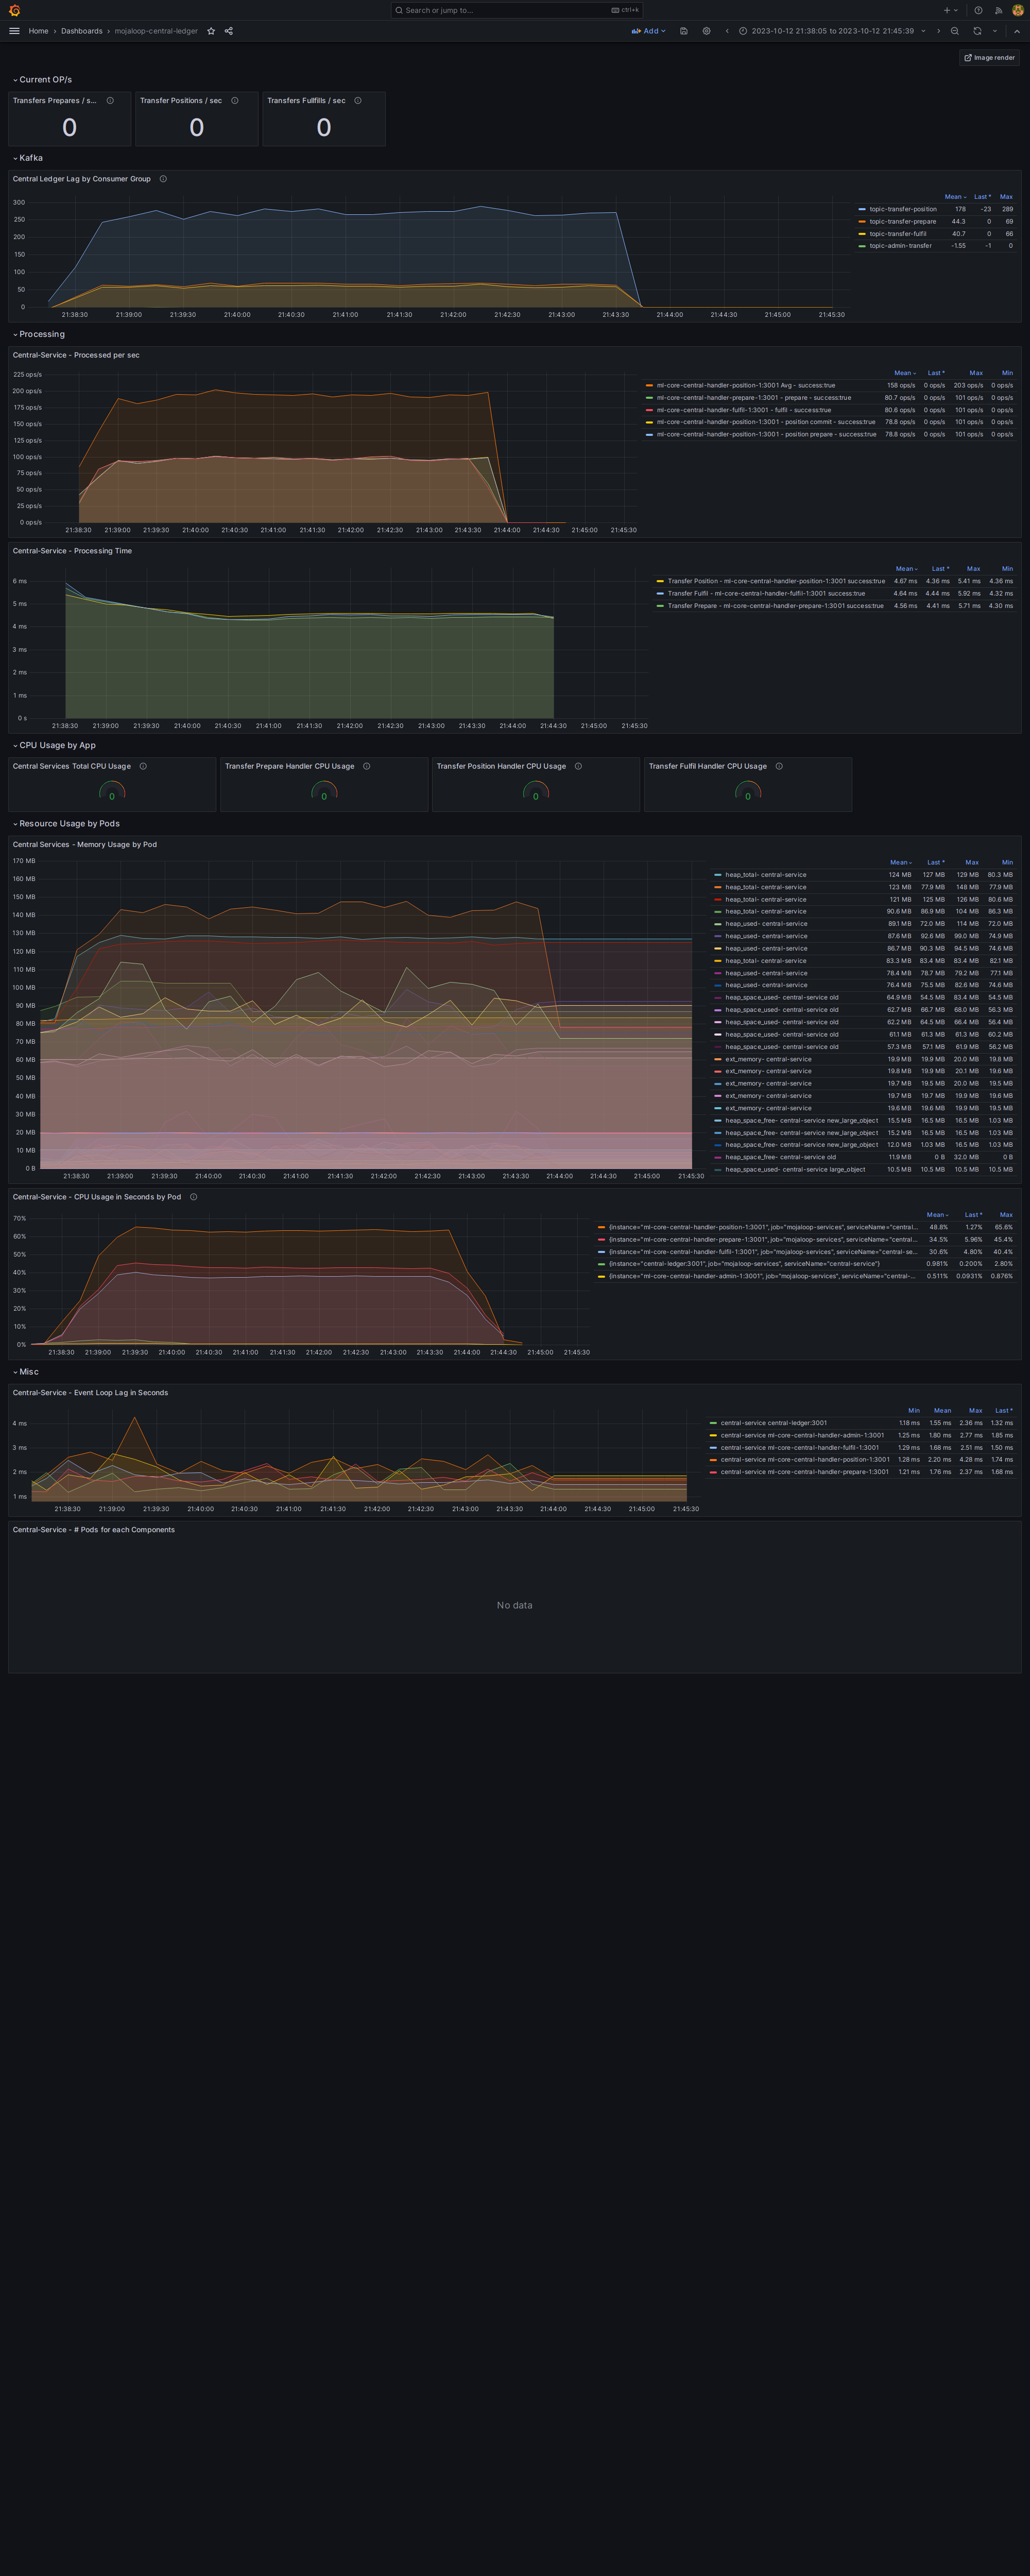 Search or jump to...
ctrl+k
Home
Dashboards
mojaloop-central-ledger
Add
2023-10-12 21:38:05 to 2023-10-12 21:45:39
Image render
Current OP/s
Transfers Prepares / s...
Transfer Positions / sec
Transfers Fullfills / sec
0
0
0
Kafka
Central Ledger Lag by Consumer Group
300
250
200
150
100
50
0
21:38:30 21:39:00 21:39:30 21:40:00 21:40:30 21:41:00 21:41:30 21:42:00 21:42:30 21:43:00 21:43:30 21:44:00 21:44:30 21:45:00 21:45:30
Mean Last * Max
topic-transfer-position 178 -23 289
topic-transfer-prepare 44.3 0 69
topic-transfer-fulfil 40.7 0 66
topic-admin-transfer -1.55 -1 0
Processing
Central-Service - Processed per sec
225 ops/s
200 ops/s
175 ops/s
150 ops/s
125 ops/s
100 ops/s
75 ops/s
50 ops/s
25 ops/s
0 ops/s
21:38:30 21:39:00 21:39:30 21:40:00 21:40:30 21:41:00 21:41:30 21:42:00 21:42:30 21:43:00 21:43:30 21:44:00 21:44:30 21:45:00 21:45:30
Mean Last * Max Min
ml-core-central-handler-position-1:3001 Avg - success:true 158 ops/s 0 ops/s 203 ops/s 0 ops/s
ml-core-central-handler-prepare-1:3001 - prepare - success:true 80.7 ops/s 0 ops/s 101 ops/s 0 ops/s
ml-core-central-handler-fulfil-1:3001 - fulfil - success:true 80.6 ops/s 0 ops/s 101 ops/s 0 ops/s
ml-core-central-handler-position-1:3001 - position commit - success:true 78.8 ops/s 0 ops/s 101 ops/s 0 ops/s
ml-core-central-handler-position-1:3001 - position prepare - success:true 78.8 ops/s 0 ops/s 101 ops/s 0 ops/s
Central-Service - Processing Time
6 ms
5 ms
4 ms
3 ms
2 ms
1 ms
0 s
21:38:30 21:39:00 21:39:30 21:40:00 21:40:30 21:41:00 21:41:30 21:42:00 21:42:30 21:43:00 21:43:30 21:44:00 21:44:30 21:45:00 21:45:30
Mean Last * Max Min
Transfer Position - ml-core-central-handler-position-1:3001 success:true 4.67 ms 4.36 ms 5.41 ms 4.36 ms
Transfer Fulfil - ml-core-central-handler-fulfil-1:3001 success:true 4.64 ms 4.44 ms 5.92 ms 4.32 ms
Transfer Prepare - ml-core-central-handler-prepare-1:3001 success:true 4.56 ms 4.41 ms 5.71 ms 4.30 ms
CPU Usage by App
Central Services Total CPU Usage
Transfer Prepare Handler CPU Usage
Transfer Position Handler CPU Usage
Transfer Fulfil Handler CPU Usage
0
0
0
0
Resource Usage by Pods
Central Services - Memory Usage by Pod
170 MB
160 MB
150 MB
140 MB
130 MB
120 MB
110 MB
100 MB
90 MB
80 MB
70 MB
60 MB
50 MB
40 MB
30 MB
20 MB
10 MB
0 B
21:38:30 21:39:00 21:39:30 21:40:00 21:40:30 21:41:00 21:41:30 21:42:00 21:42:30 21:43:00 21:43:30 21:44:00 21:44:30 21:45:00 21:45:30
Mean Last * Max Min
heap_total- central-service 124 MB 127 MB 129 MB 80.3 MB
heap_total- central-service 123 MB 77.9 MB 148 MB 77.9 MB
heap_total- central-service 121 MB 125 MB 126 MB 80.6 MB
heap_total- central-service 90.6 MB 86.9 MB 104 MB 86.3 MB
heap_used- central-service 89.1 MB 72.0 MB 114 MB 72.0 MB
heap_used- central-service 87.6 MB 92.6 MB 99.0 MB 74.9 MB
heap_used- central-service 86.7 MB 90.3 MB 94.5 MB 74.6 MB
heap_total- central-service 83.3 MB 83.4 MB 83.4 MB 82.1 MB
heap_used- central-service 78.4 MB 78.7 MB 79.2 MB 77.1 MB
heap_used- central-service 76.4 MB 75.5 MB 82.6 MB 74.6 MB
heap_space_used- central-service old 64.9 MB 54.5 MB 83.4 MB 54.5 MB
heap_space_used- central-service old 62.7 MB 66.7 MB 68.0 MB 56.3 MB
heap_space_used- central-service old 62.2 MB 64.5 MB 66.4 MB 56.4 MB
heap_space_used- central-service old 61.1 MB 61.3 MB 61.3 MB 60.2 MB
heap_space_used- central-service old 57.3 MB 57.1 MB 61.9 MB 56.2 MB
ext_memory- central-service 19.9 MB 19.9 MB 20.0 MB 19.8 MB
ext_memory- central-service 19.8 MB 19.9 MB 20.1 MB 19.6 MB
ext_memory- central-service 19.7 MB 19.5 MB 20.0 MB 19.5 MB
ext_memory- central-service 19.7 MB 19.7 MB 19.9 MB 19.6 MB
ext_memory- central-service 19.6 MB 19.6 MB 19.9 MB 19.5 MB
heap_space_free- central-service new_large_object 15.5 MB 16.5 MB 16.5 MB 1.03 MB
heap_space_free- central-service new_large_object 15.2 MB 16.5 MB 16.5 MB 1.03 MB
heap_space_free- central-service new_large_object 12.0 MB 1.03 MB 16.5 MB 1.03 MB
heap_space_free- central-service old 11.9 MB 0 B 32.0 MB 0 B
heap_space_used- central-service large_object 10.5 MB 10.5 MB 10.5 MB 10.5 MB
Central-Service - CPU Usage in Seconds by Pod
70%
60%
50%
40%
30%
20%
10%
0%
21:38:30 21:39:00 21:39:30 21:40:00 21:40:30 21:41:00 21:41:30 21:42:00 21:42:30 21:43:00 21:43:30 21:44:00 21:44:30 21:45:00 21:45:30
Mean Last * Max
{instance="ml-core-central-handler-position-1:3001", job="mojaloop-services", serviceName="central... 48.8% 1.27% 65.6%
{instance="ml-core-central-handler-prepare-1:3001", job="mojaloop-services", serviceName="central... 34.5% 5.96% 45.4%
{instance="ml-core-central-handler-fulfil-1:3001", job="mojaloop-services", serviceName="central-se... 30.6% 4.80% 40.4%
{instance="central-ledger:3001", job="mojaloop-services", serviceName="central-service"} 0.981% 0.200% 2.80%
{instance="ml-core-central-handler-admin-1:3001", job="mojaloop-services", serviceName="central-... 0.511% 0.0931% 0.876%
Misc
Central-Service - Event Loop Lag in Seconds
4 ms
3 ms
2 ms
1 ms
21:38:30 21:39:00 21:39:30 21:40:00 21:40:30 21:41:00 21:41:30 21:42:00 21:42:30 21:43:00 21:43:30 21:44:00 21:44:30 21:45:00 21:45:30
Min Mean Max Last *
central-service central-ledger:3001 1.18 ms 1.55 ms 2.36 ms 1.32 ms
central-service ml-core-central-handler-admin-1:3001 1.25 ms 1.80 ms 2.77 ms 1.85 ms
central-service ml-core-central-handler-fulfil-1:3001 1.29 ms 1.68 ms 2.51 ms 1.50 ms
central-service ml-core-central-handler-position-1:3001 1.28 ms 2.20 ms 4.28 ms 1.74 ms
central-service ml-core-central-handler-prepare-1:3001 1.21 ms 1.76 ms 2.37 ms 1.68 ms
Central-Service - # Pods for each Components
No data